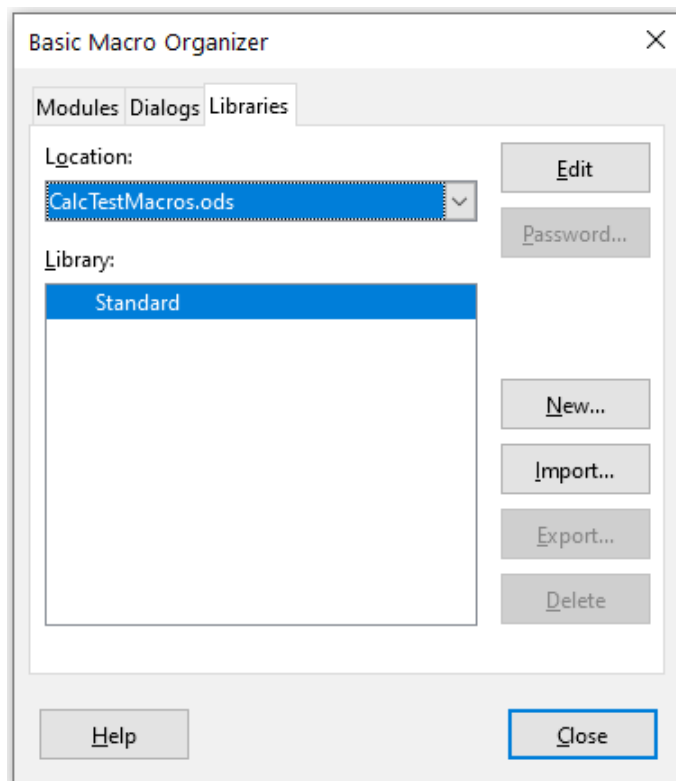 Basic Macro Organizer
Modules Dialogs Libraries
Location:
CalcTestMacros.ods
Edit
Password...
Library:
Standard
New...
Import...
Export...
Delete
Help
Close